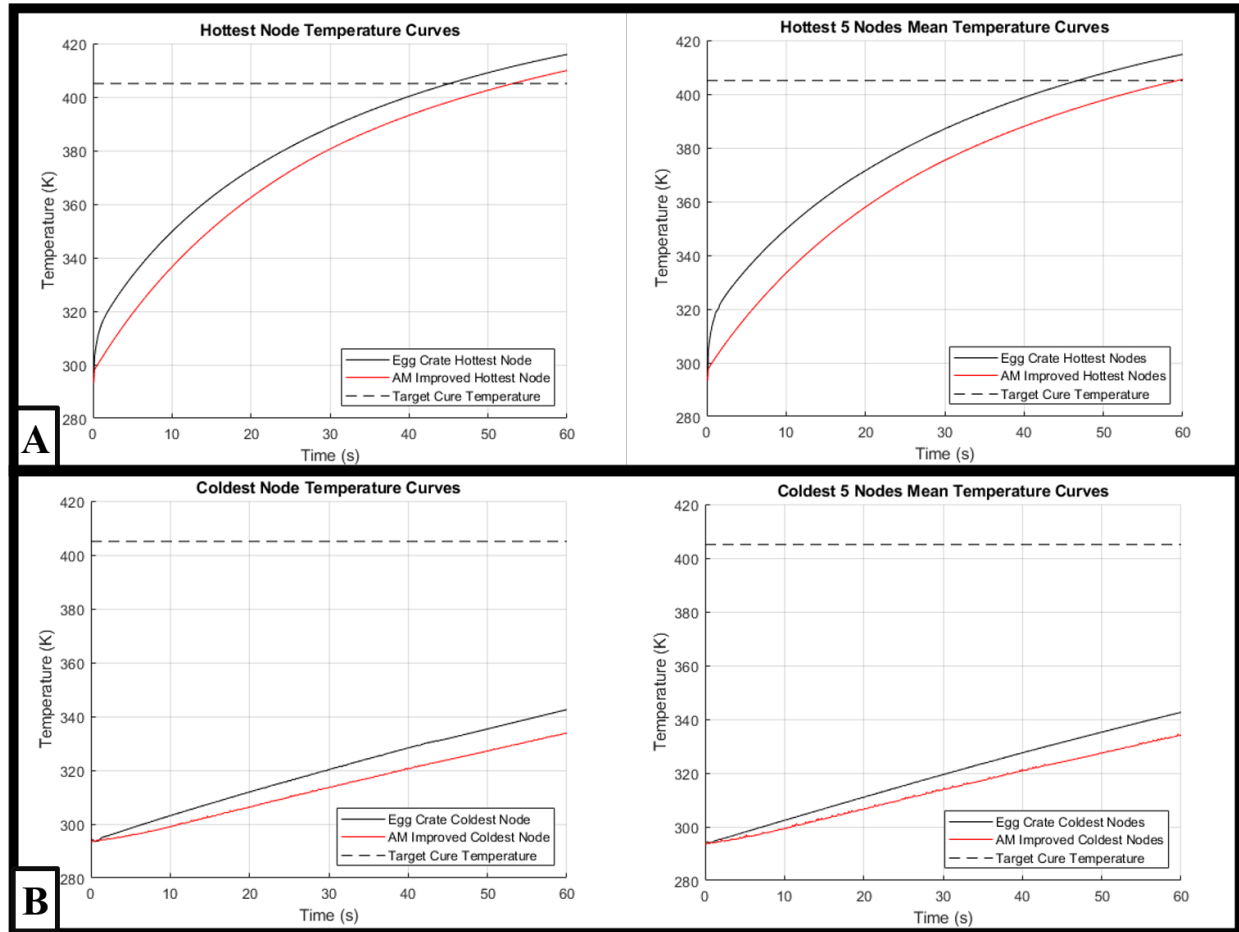 Hottest Node Temperature Curves
420
400
380
360
340
320
300
280
Temperature (K)
0 10 20 30 40 50 60
Time (s)
Egg Crate Hottest Node
AM Improved Hottest Node
Target Cure Temperature
Hottest 5 Nodes Mean Temperature Curves
420
400
380
360
340
320
300
280
Temperature (K)
0 10 20 30 40 50 60
Time (s)
Egg Crate Hottest Nodes
AM Improved Hottest Nodes
Target Cure Temperature
A
Coldest Node Temperature Curves
420
400
380
360
340
320
300
280
Temperature (K)
0 10 20 30 40 50 60
Time (s)
Egg Crate Coldest Node
AM Improved Coldest Node
Target Cure Temperature
Coldest 5 Nodes Mean Temperature Curves
420
400
380
360
340
320
300
280
Temperature (K)
0 10 20 30 40 50 60
Time (s)
Egg Crate Coldest Nodes
AM Improved Coldest Nodes
Target Cure Temperature
B